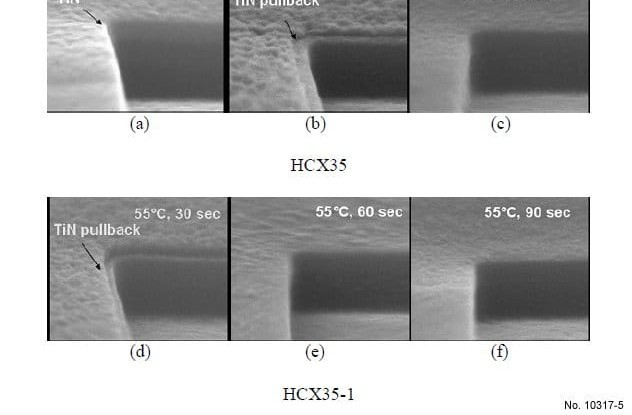 TiN
TiN pullback
(a)
(b)
(c)
HCX35
55°C, 30 sec
55°C, 60 sec
55°C, 90 sec
TiN pullback
(d)
(e)
(f)
HCX35-1
No. 10317-5